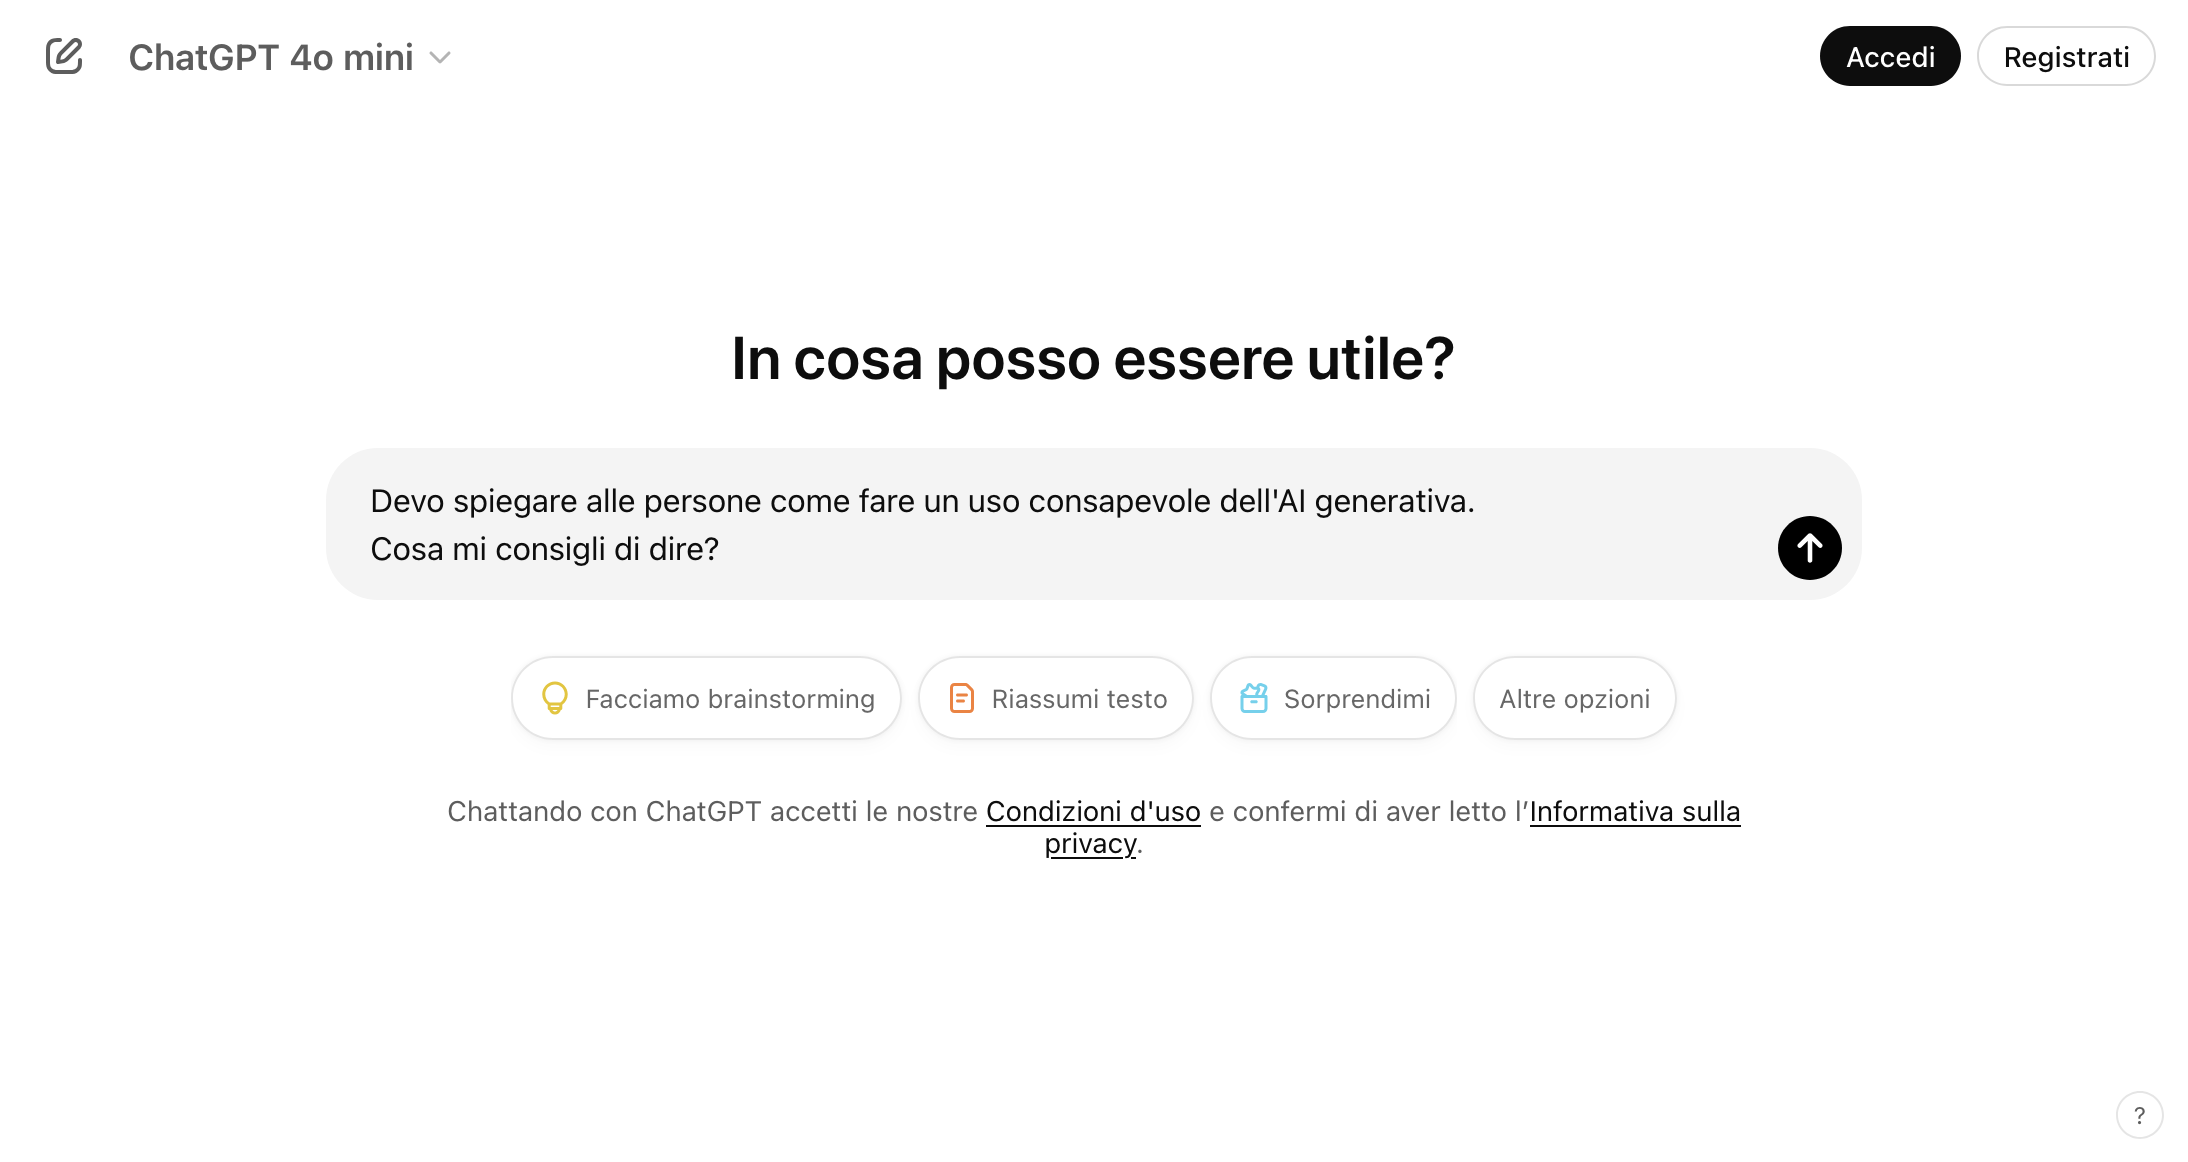 ChatGPT 4o mini
Accedi
Registrati
In cosa posso essere utile?
Devo spiegare alle persone come fare un uso consapevole dell'AI generativa.
Cosa mi consigli di dire?
Facciamo brainstorming
Riassumi testo
Sorprendimi
Altre opzioni
Chattando con ChatGPT accetti le nostre Condizioni d'uso e confermi di aver letto l’Informativa sulla
privacy.
?